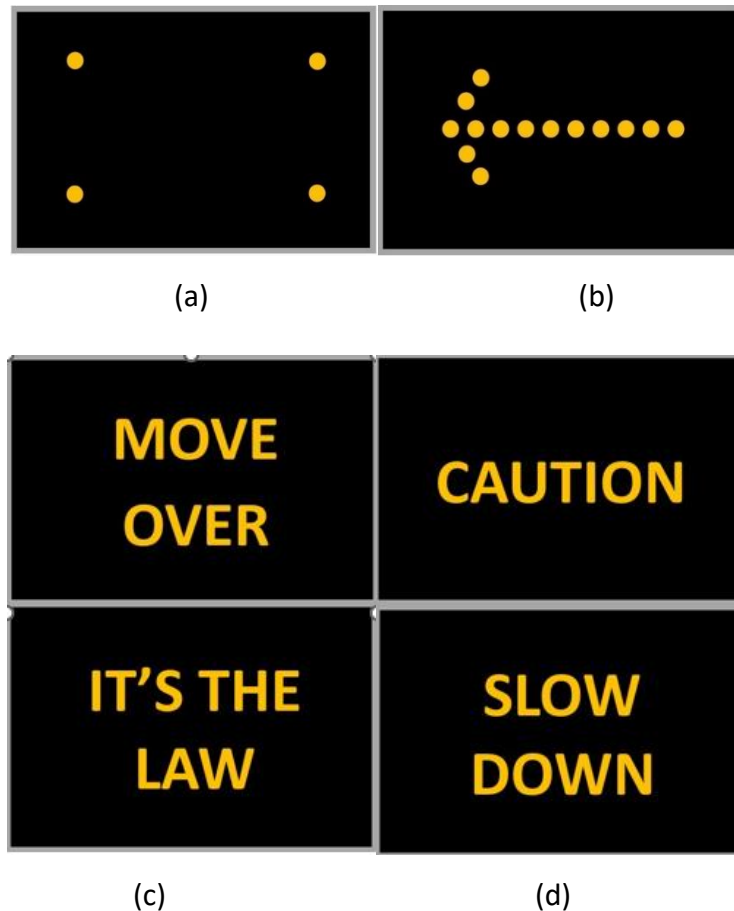 (a)
(b)
MOVE
OVER
CAUTION
IT’S THE
LAW
SLOW
DOWN
(c)
(d)